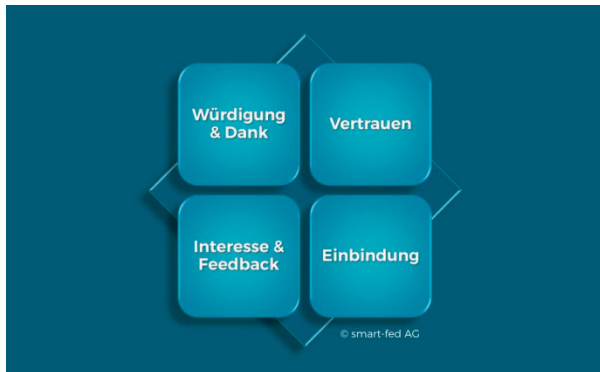 Würdigung
& Dank
Vertrauen
Interesse &
Feedback
Einbindung
© smart-fed AG